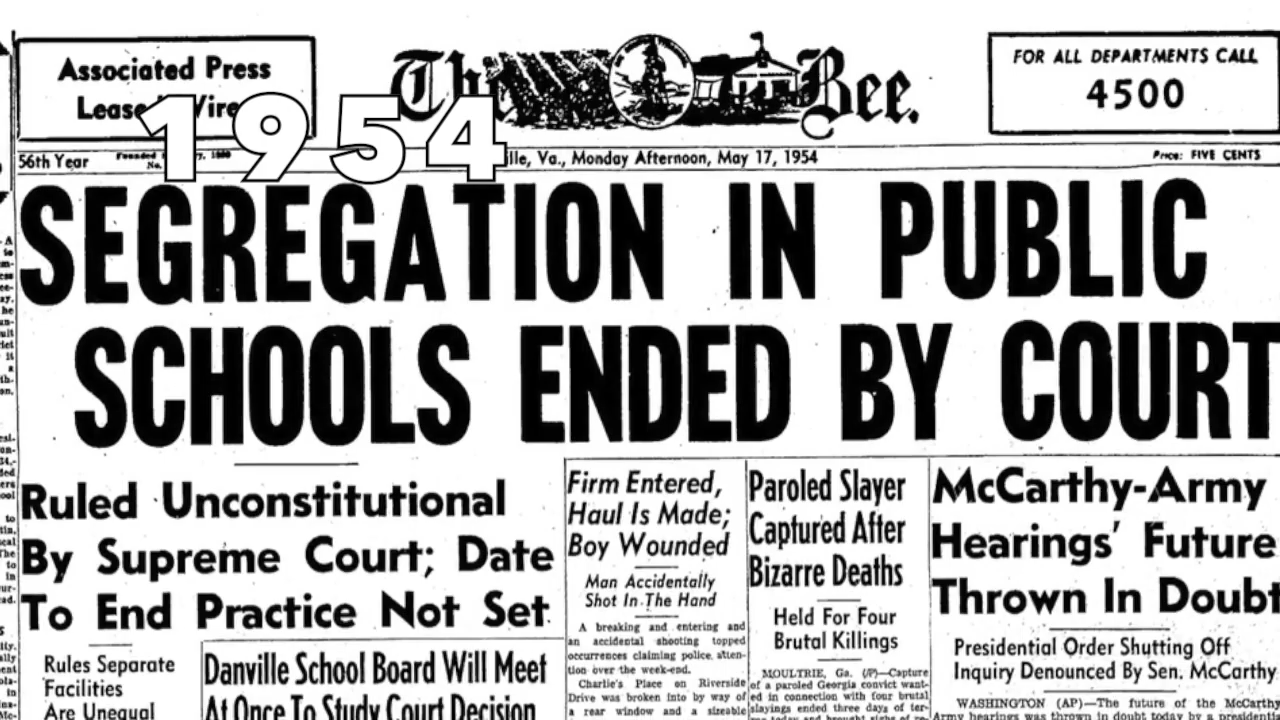 Associated Press
The Bee.
FOR ALL DEPARTMENTS CALL
4500
1954
56th Year
Va., Monday Afternoon, May 17, 1954
Price: FIVE CENTS
SEGREGATION IN PUBLIC
SCHOOLS ENDED BY COURT
Ruled Unconstitutional
By Supreme Court; Date
To End Practice Not Set
Rules Separate
Facilities
Are Unequal
Danville School Board Will Meet
At Once To Study Court Decision
Firm Entered,
Haul Is Made;
Boy Wounded
Man Accidentally
Shot In The Hand
A breaking and entering and
an accidental shooting topped
occurrences claiming police atten-
tion over the week-end.
Charlie's Place on Riverside
Drive was broken into by way of
a rear window and a sizeable
Paroled Slayer
Captured After
Bizarre Deaths
Held For Four
Brutal Killings
MOULTRIE, Ga. (AP)—Capture
of a paroled Georgia convict want-
ed in connection with four brutal
slayings ended three days of ter-
McCarthy-Army
Hearings' Future
Thrown In Doubt
Presidential Order Shutting Off
Inquiry Denounced By Sen. McCarthy
WASHINGTON (AP)—The future of the McCarthy
Army hearings was thrown in doubt today by